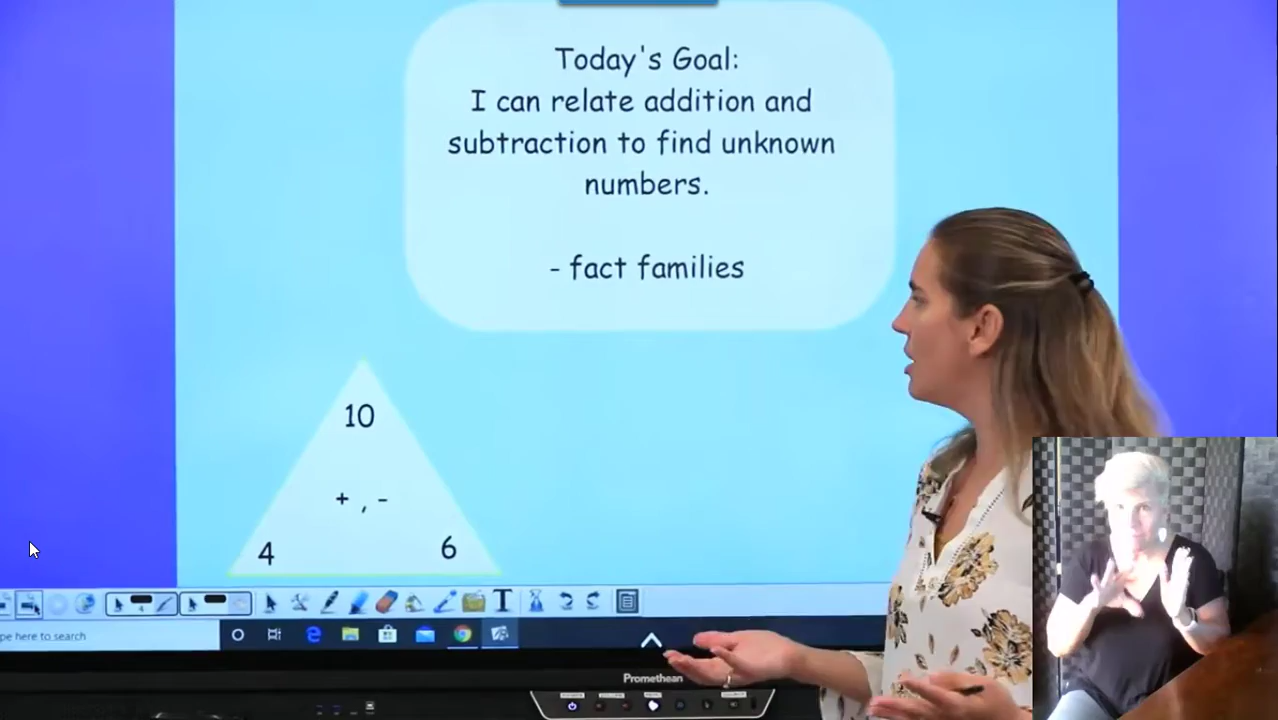 Today's Goal:
I can relate addition and
subtraction to find unknown
numbers.
- fact families
10
+ , -
4
6
T
pe here to search
Promethean